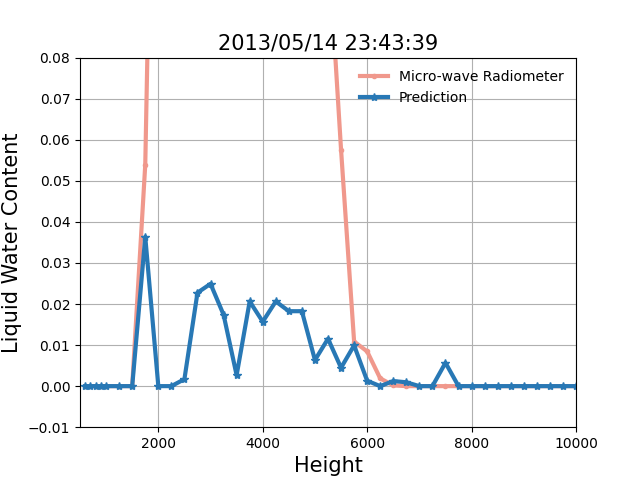 2013/05/14 23:43:39
Micro-wave Radiometer
Prediction
Liquid Water Content
0.08
0.07
0.06
0.05
0.04
0.03
0.02
0.01
0.00
−0.01
2000 4000 6000 8000 10000
Height